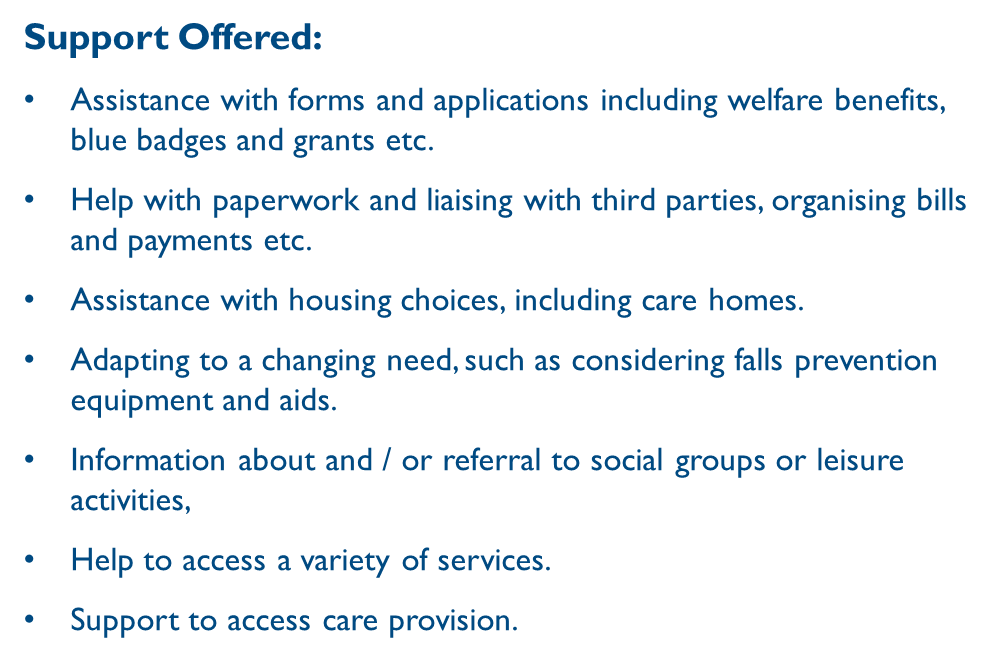 Support Offered:
• Assistance with forms and applications including welfare benefits,
blue badges and grants etc.
• Help with paperwork and liaising with third parties, organising bills
and payments etc.
• Assistance with housing choices, including care homes.
• Adapting to a changing need, such as considering falls prevention
equipment and aids.
• Information about and / or referral to social groups or leisure
activities,
• Help to access a variety of services.
• Support to access care provision.